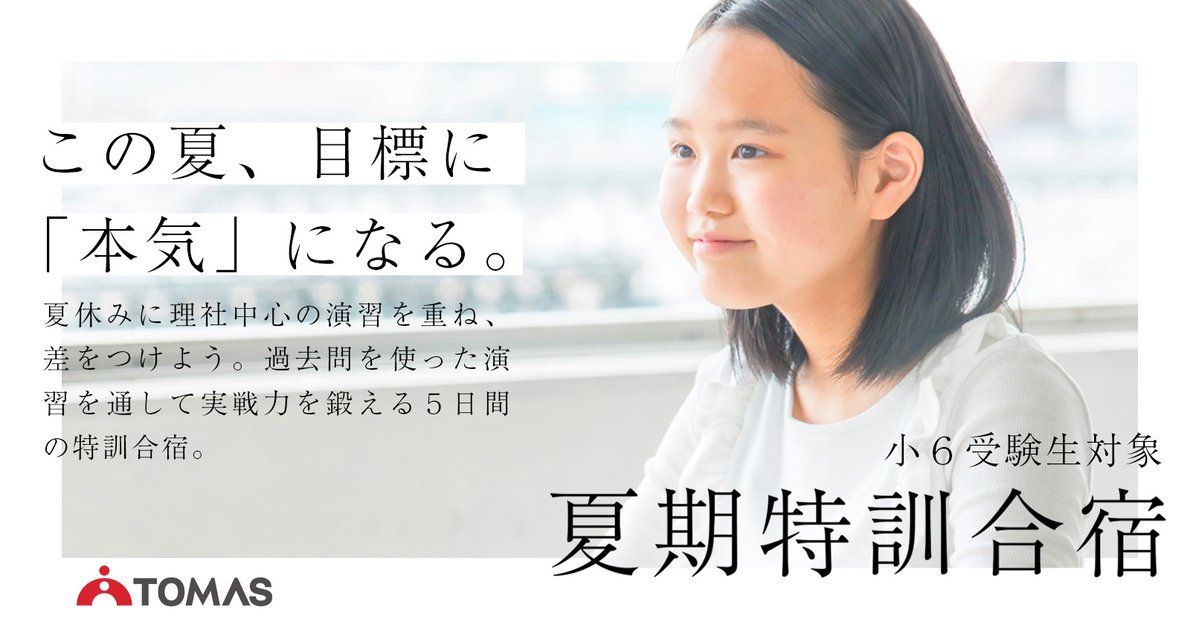 この夏、目標に
「本気」になる。
夏休みに理社中心の演習を重ね、
差をつけよう。過去問を使った演
習を通して実戦力を鍛える５日間
の特訓合宿。
小６受験生対象
夏期特訓合宿
TOMAS